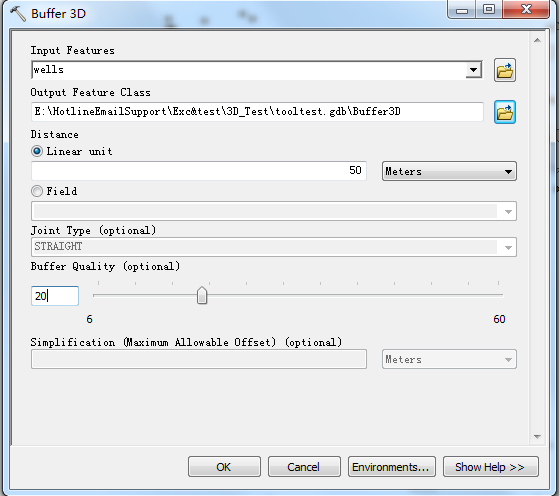 Buffer 3D
Input Features
wells
Output Feature Class
E:\HotlineEmailSupport\Exc&test\3D_Test\tooltest.gdb\Buffer3D
Distance
Linear unit
50 Meters
Field
Joint Type (optional)
STRAIGHT
Buffer Quality (optional)
20
6 60
Simplification (Maximum Allowable Offset) (optional)
Meters
OK Cancel Environments... Show Help >>